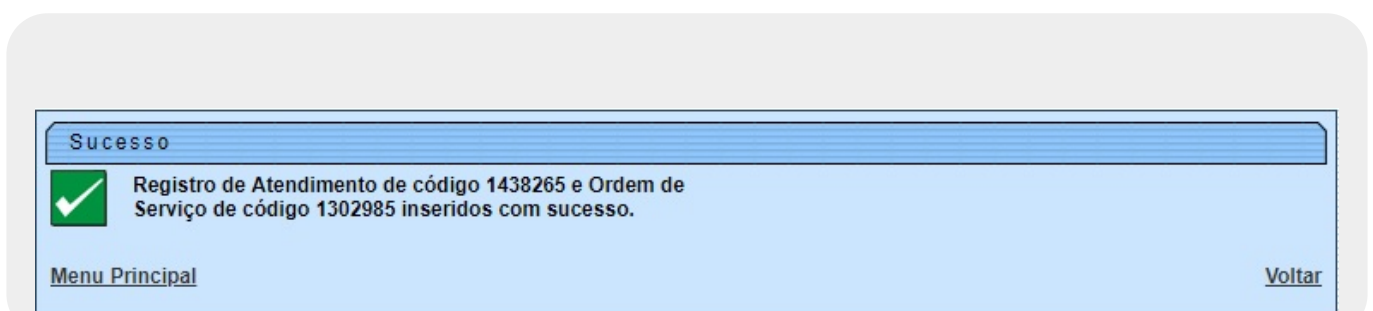 Sucesso
Registro de Atendimento de código 1438265 e Ordem de
Serviço de código 1302985 inseridos com sucesso.
Menu Principal
Voltar